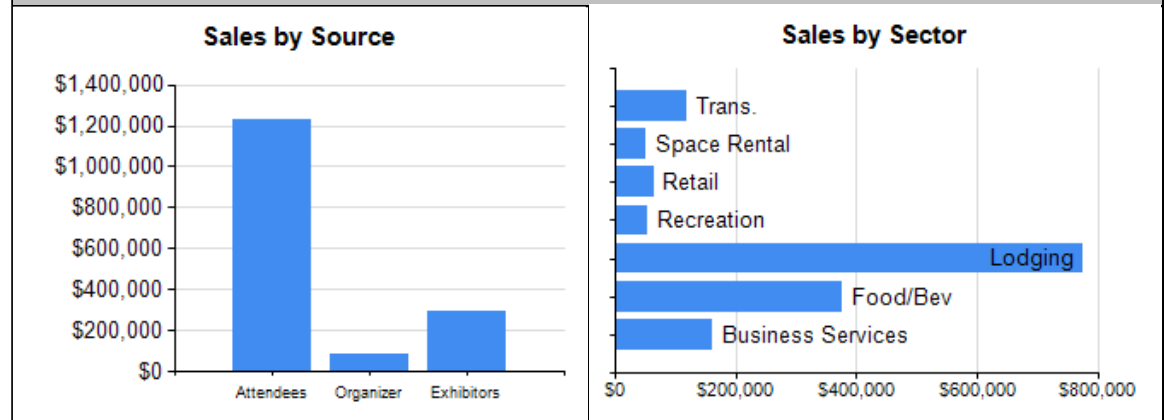 Sales by Source
$1,400,000
$1,200,000
$1,000,000
$800,000
$600,000
$400,000
$200,000
$0
Attendees Organizer Exhibitors
Sales by Sector
Trans.
Space Rental
Retail
Recreation
Lodging
Food/Bev
Business Services
$0 $200,000 $400,000 $600,000 $800,000